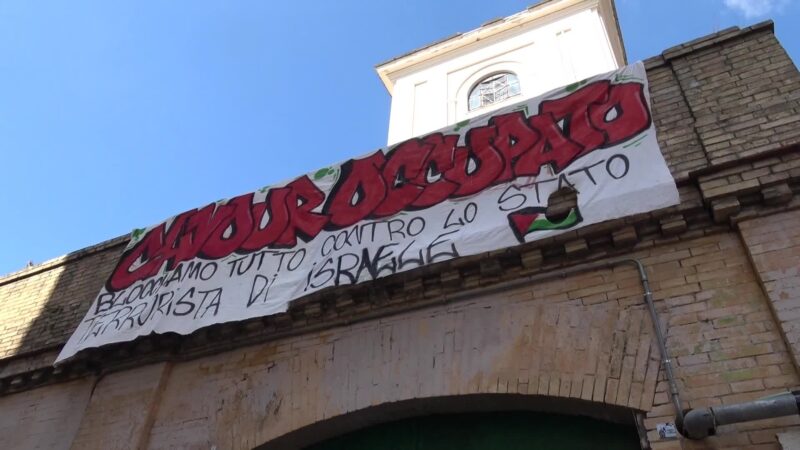 CAVOUR OCCUPATO
BLOCCHIAMO TUTTO CONTRO LO STATO
TERRORISTA DI ISRAELE